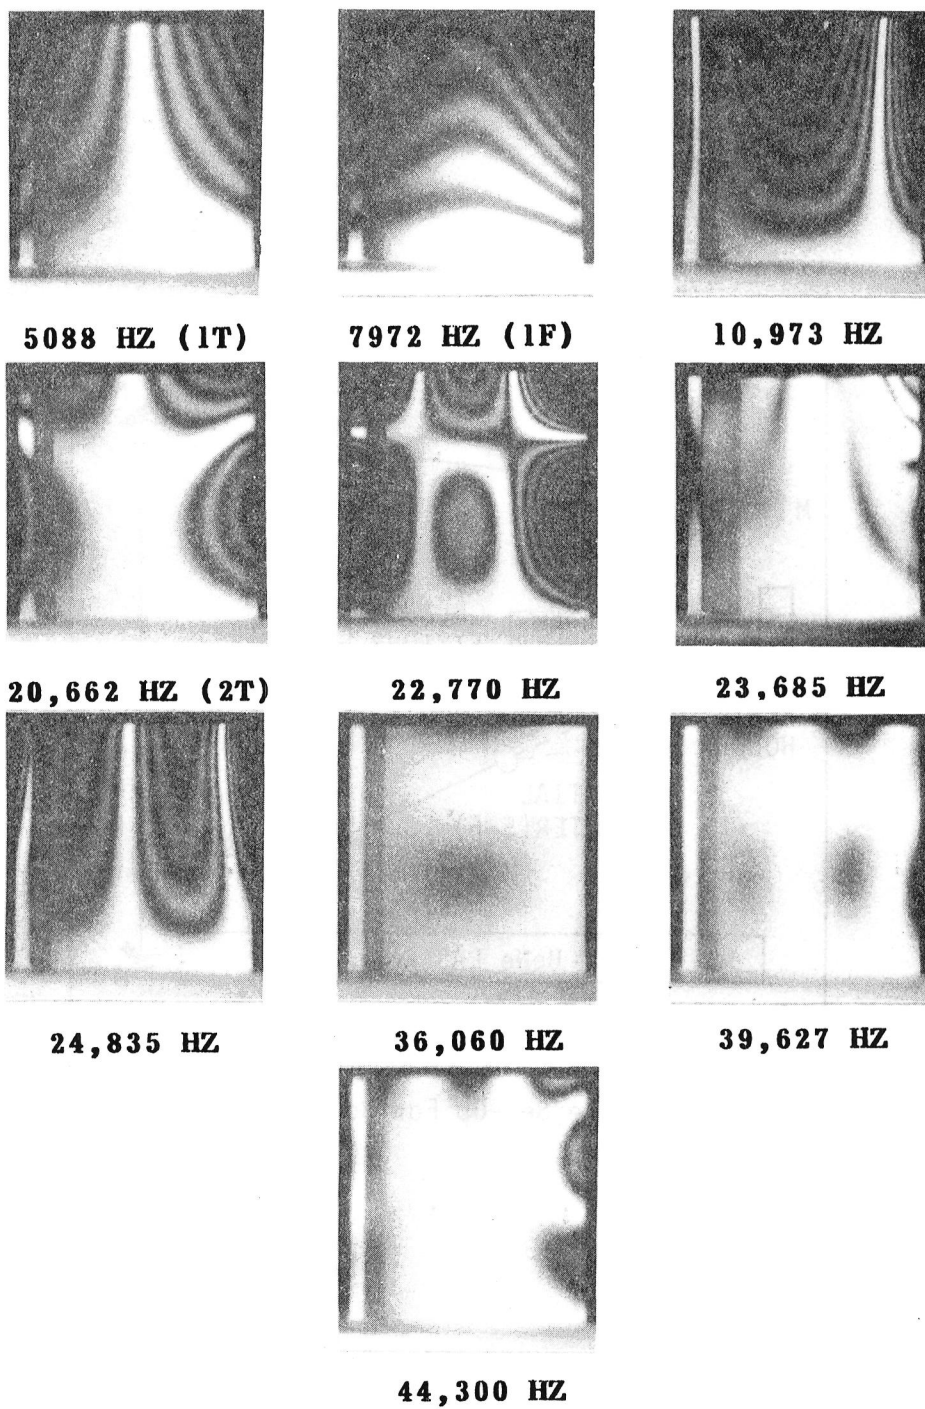 5088 HZ (1T)
7972 HZ (1F)
10,973 HZ
20,662 HZ (2T)
22,770 HZ
23,685 HZ
24,835 HZ
36,060 HZ
39,627 HZ
44,300 HZ